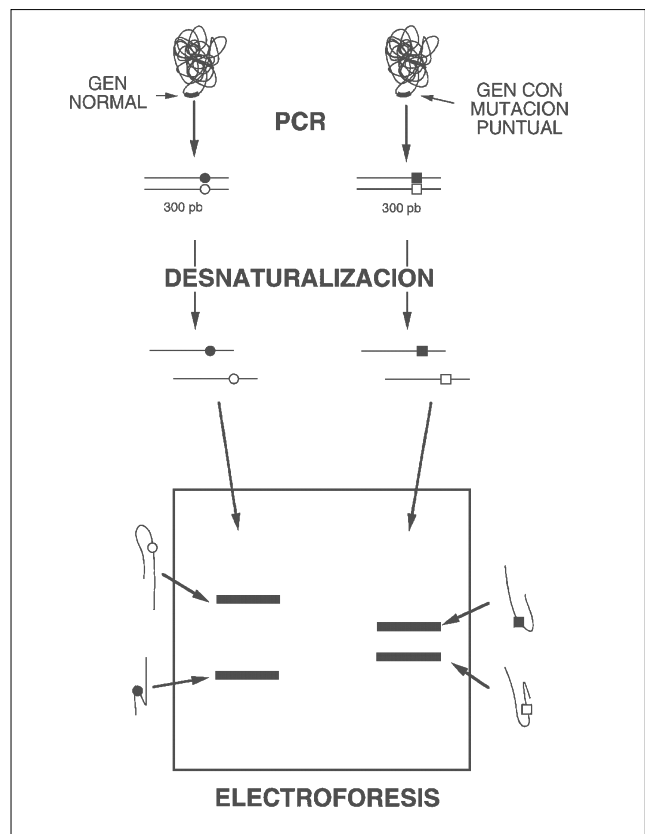 GEN
NORMAL
PCR
GEN CON
MUTACION
PUNTUAL
300 pb
300 pb
DESNATURALIZACION
ELECTROFORESIS